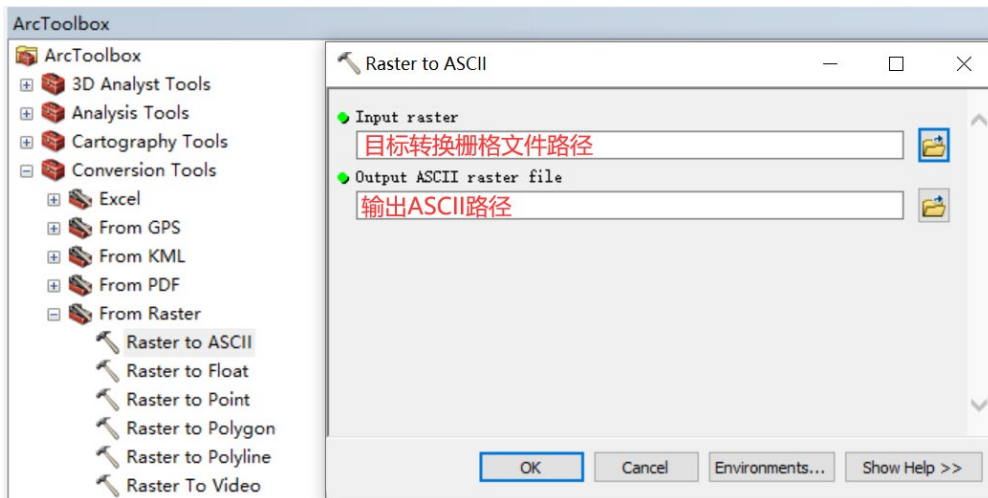 ArcToolbox
ArcToolbox
3D Analyst Tools
Analysis Tools
Cartography Tools
Conversion Tools
Excel
From GPS
From KML
From PDF
From Raster
Raster to ASCII
Raster to Float
Raster to Point
Raster to Polygon
Raster to Polyline
Raster To Video
Raster to ASCII
Input raster
目标转换栅格文件路径
Output ASCII raster file
输出ASCII路径
OK
Cancel
Environments...
Show Help >>